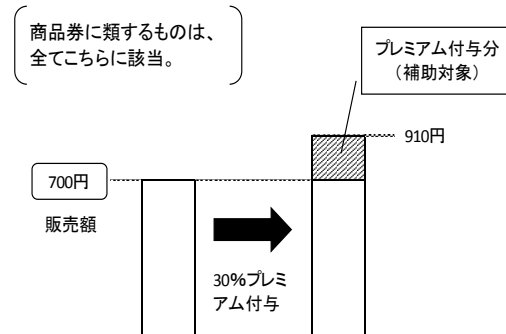 商品券に類するものは、
全てこちらに該当。
プレミアム付与分
（補助対象）
910円
700円
販売額
30%プレミ
アム付与